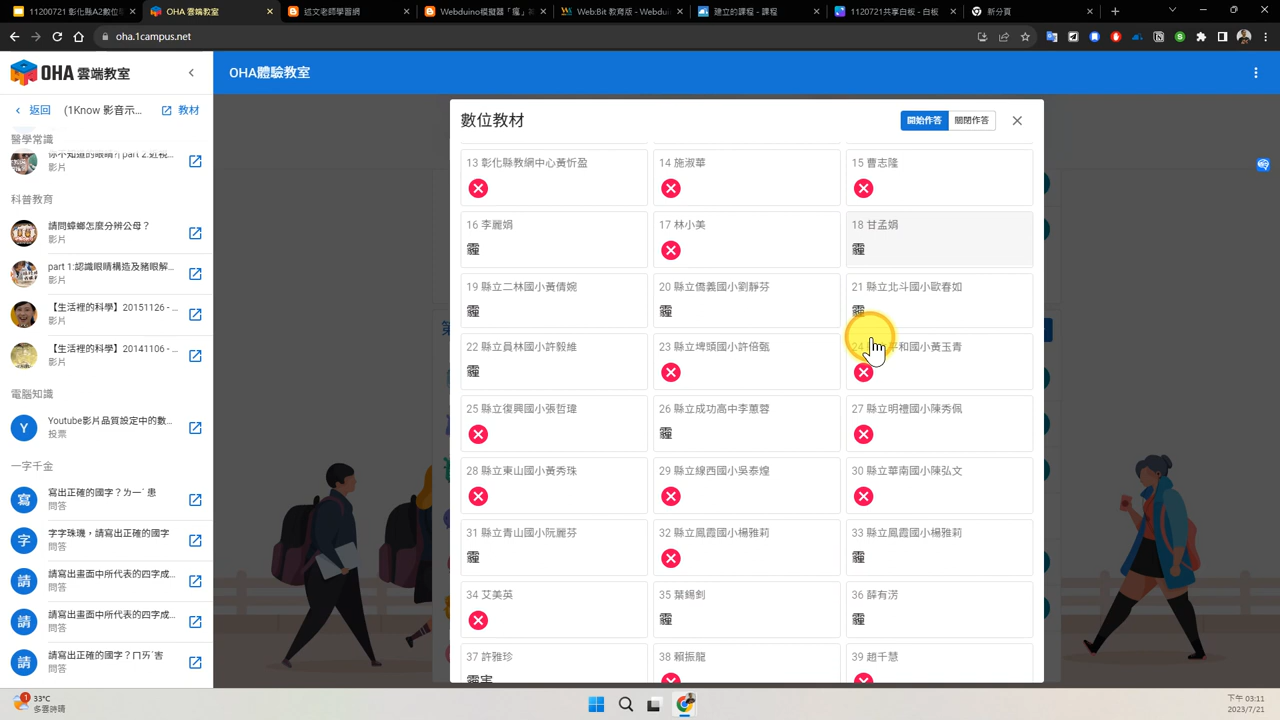 11200721 彰化縣A2數位
OHA 雲端教室
述文老師學習網
Webduino模擬器「瘋」
Web:Bit 教育版 - Webdui
建立的課程 - 課程
1120721共享白板 - 白板
新分頁
oha.1campus.net
OHA 雲端教室
OHA體驗教室
返回 (1Know 影音示... 教材
數位教材
開始作答 關閉作答
醫學常識
影片
科普教育
請問蟑螂怎麼分辨公母？
影片
part 1:認識眼睛構造及豬眼解...
影片
【生活裡的科學】20151126 - ...
影片
【生活裡的科學】20141106 - ...
影片
電腦知識
Y
Youtube影片品質設定中的數...
投票
一字千金
寫
寫出正確的國字？ㄌㄧˊ 患
問答
字
字字珠璣，請寫出正確的國字
問答
請
請寫出畫面中所代表的四字成...
問答
請
請寫出畫面中所代表的四字成...
問答
請
請寫出正確的國字？ㄇㄞˊ害
問答
13 彰化縣教網中心黃忻盈
14 施淑華
15 曹志隆
16 李麗娟
霾
17 林小美
18 甘孟娟
霾
19 縣立二林國小黃倩婉
霾
20 縣立僑義國小劉靜芬
霾
21 縣立北斗國小歐春如
霾
22 縣立員林國小許毅維
霾
23 縣立埤頭國小許倍甄
24 平和國小黃玉青
25 縣立復興國小張哲瑋
26 縣立成功高中李蕙蓉
霾
27 縣立明禮國小陳秀佩
28 縣立東山國小黃秀珠
29 縣立線西國小吳泰煌
30 縣立華南國小陳弘文
31 縣立青山國小阮麗芬
霾
32 縣立鳳霞國小楊雅莉
33 縣立鳳霞國小楊雅莉
霾
34 艾美英
35 葉錫釗
霾
36 薛有淓
霾
37 許雅珍
霾害
38 賴振龍
39 趙千慧
1
33°C
多雲時晴
下午 03:11
2023/7/21